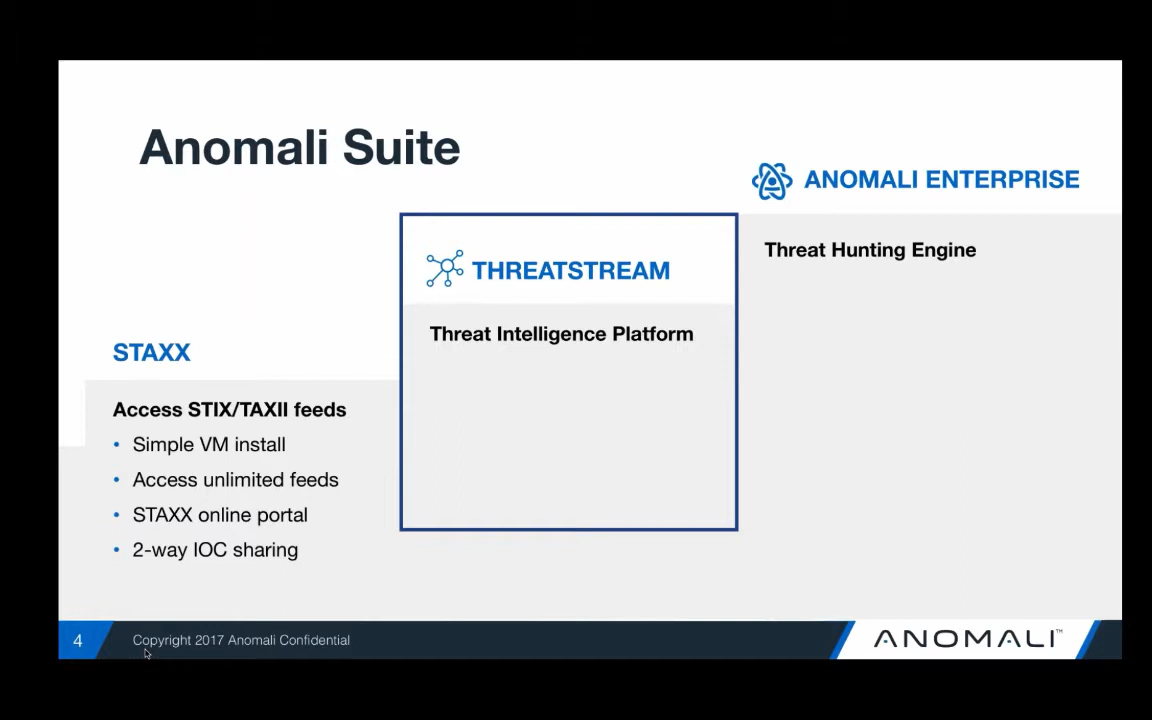 Anomali Suite
ANOMALI ENTERPRISE
Threat Hunting Engine
THREATSTREAM
Threat Intelligence Platform
STAXX
Access STIX/TAXII feeds
• Simple VM install
• Access unlimited feeds
• STAXX online portal
• 2-way IOC sharing
4
Copyright 2017 Anomali Confidential
ANOMALI™